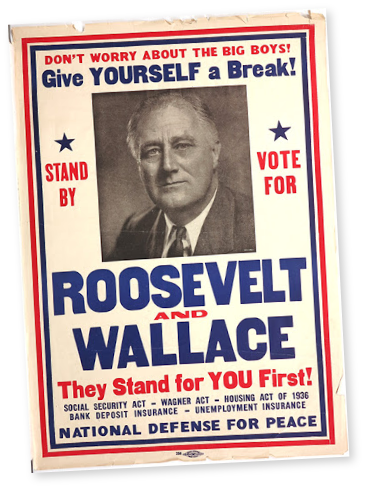 DON'T WORRY ABOUT THE BIG BOYS!
Give YOURSELF a Break!
STAND
BY
VOTE
FOR
ROOSEVELT
AND
WALLACE
They Stand for YOU First!
SOCIAL SECURITY ACT - WAGNER ACT - HOUSING ACT OF 1936
BANK DEPOSIT INSURANCE - UNEMPLOYMENT INSURANCE
NATIONAL DEFENSE FOR PEACE